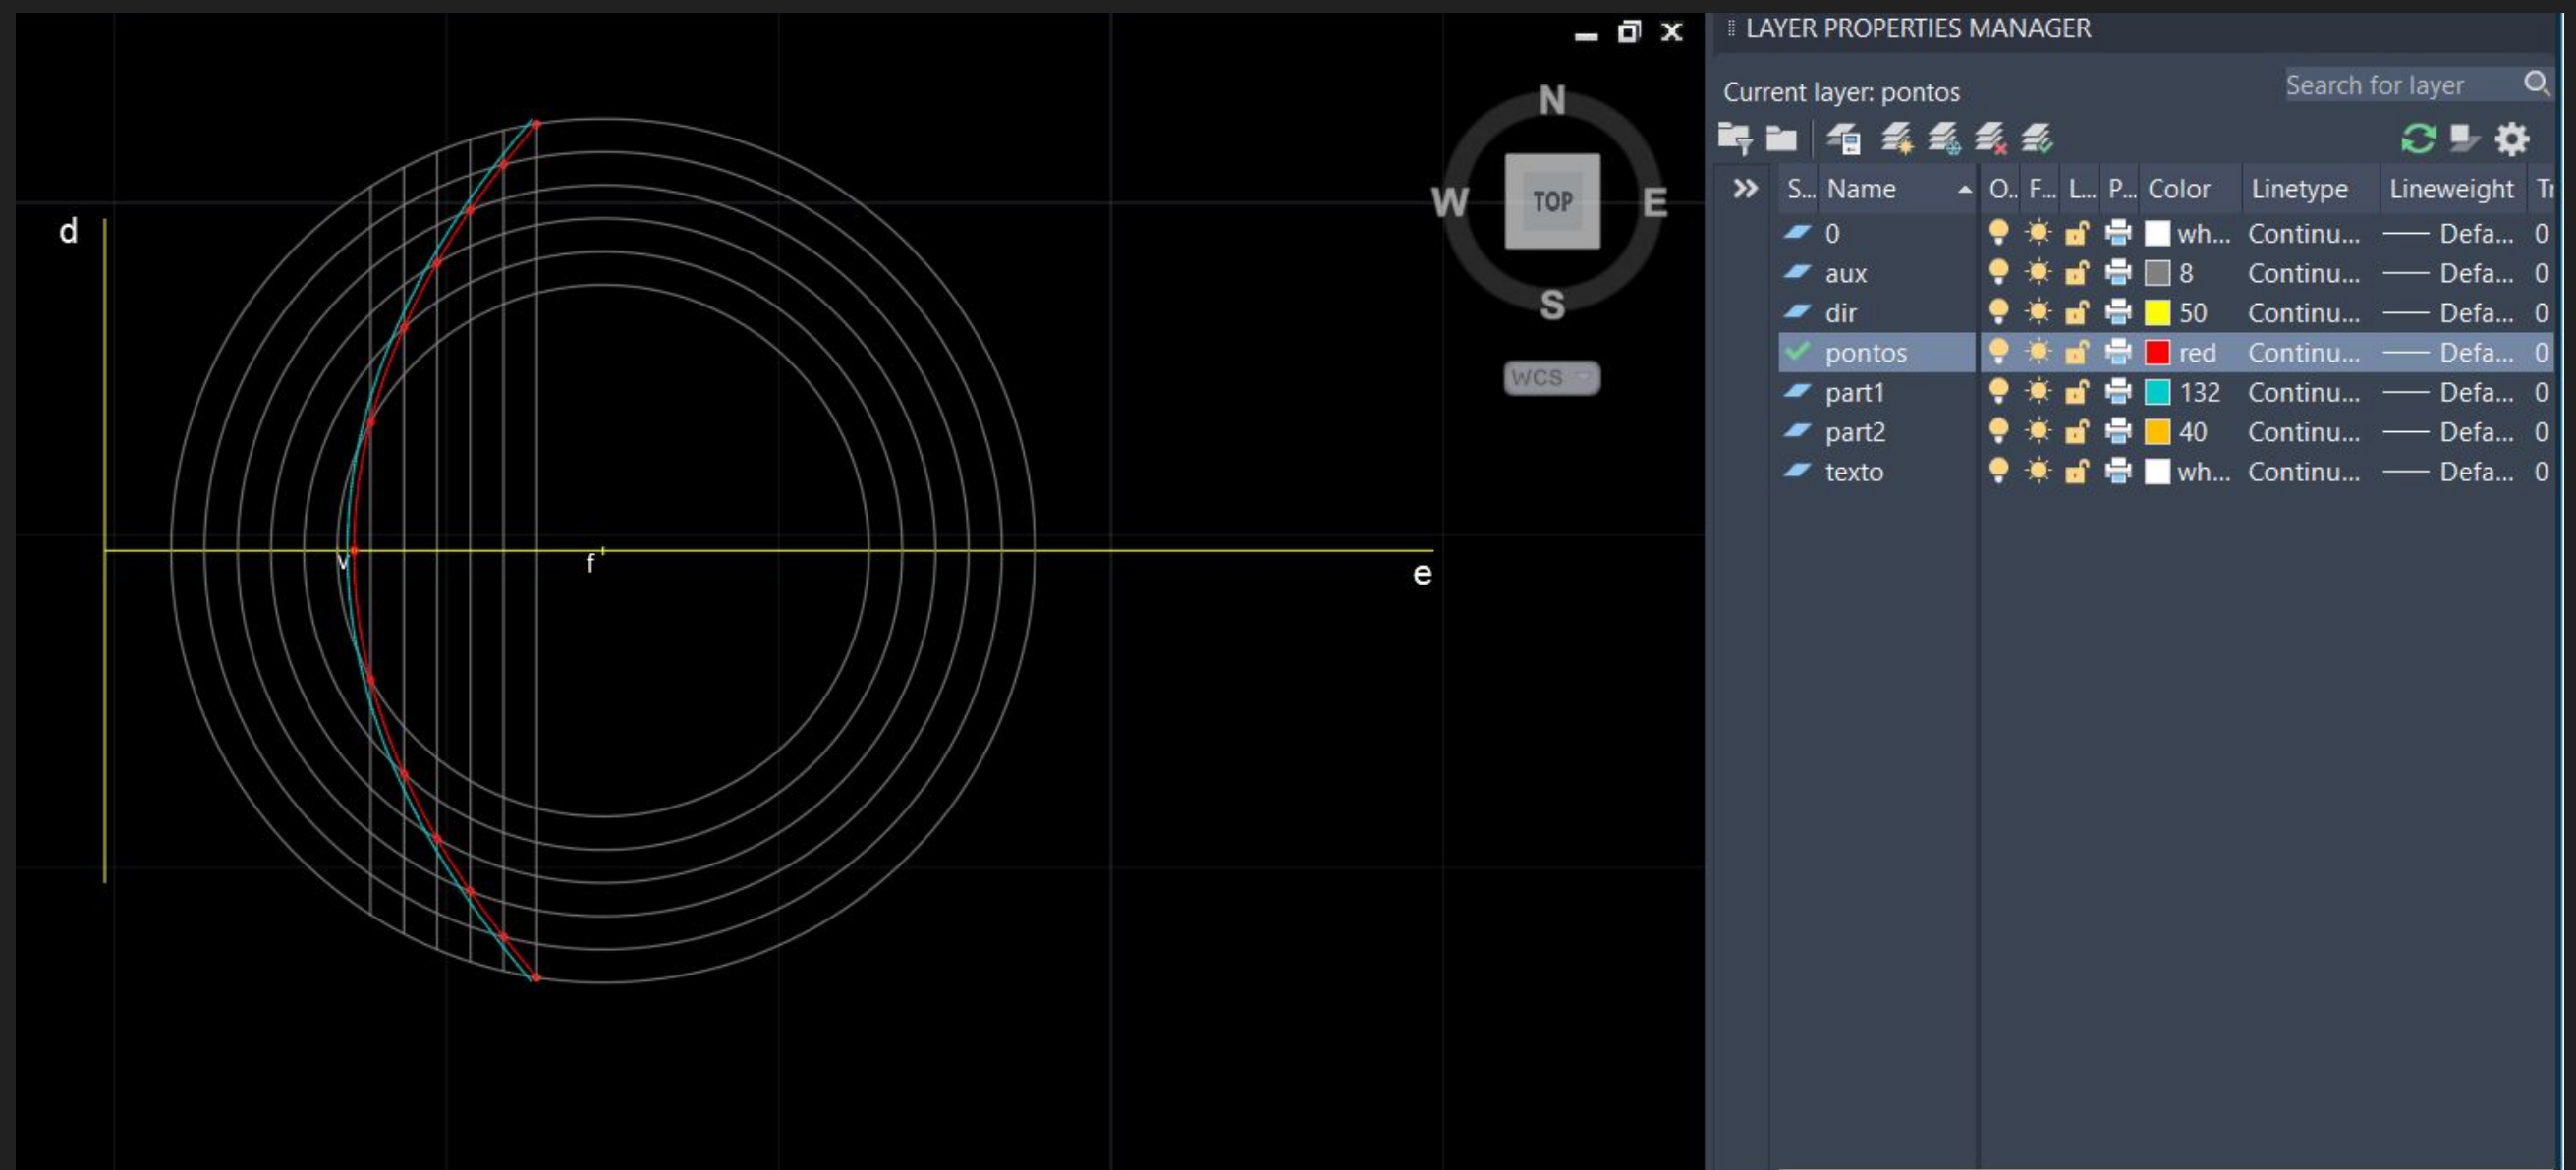 LAYER PROPERTIES MANAGER
Search for layer
Current layer: pontos
S... Name O.. F... L... P... Color Linetype Lineweight Tr
0 wh... Continu... Defa... 0
aux 8 Continu... Defa... 0
dir 50 Continu... Defa... 0
pontos red Continu... Defa... 0
part1 132 Continu... Defa... 0
part2 40 Continu... Defa... 0
texto wh... Continu... Defa... 0
N
W TOP E
S
WCS
d
v
f
e